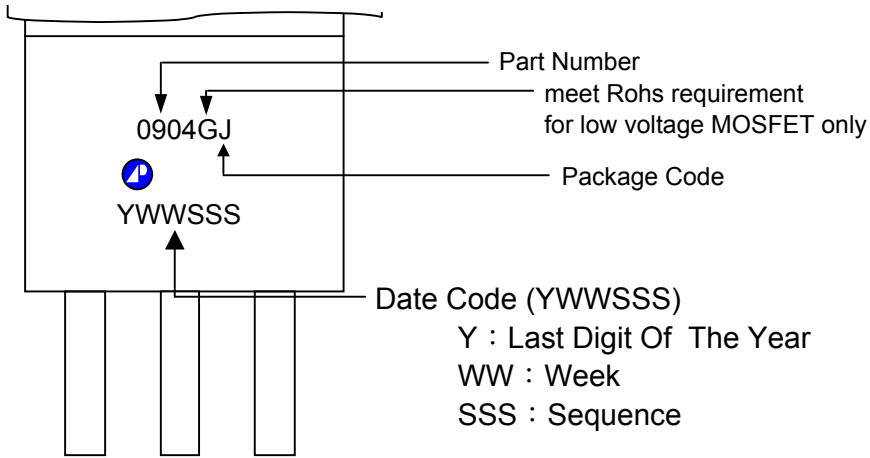 Part Number
meet Rohs requirement
for low voltage MOSFET only
0904GJ
Package Code
YWWSSS
Date Code (YWWSSS)
Y：Last Digit Of The Year
WW：Week
SSS：Sequence